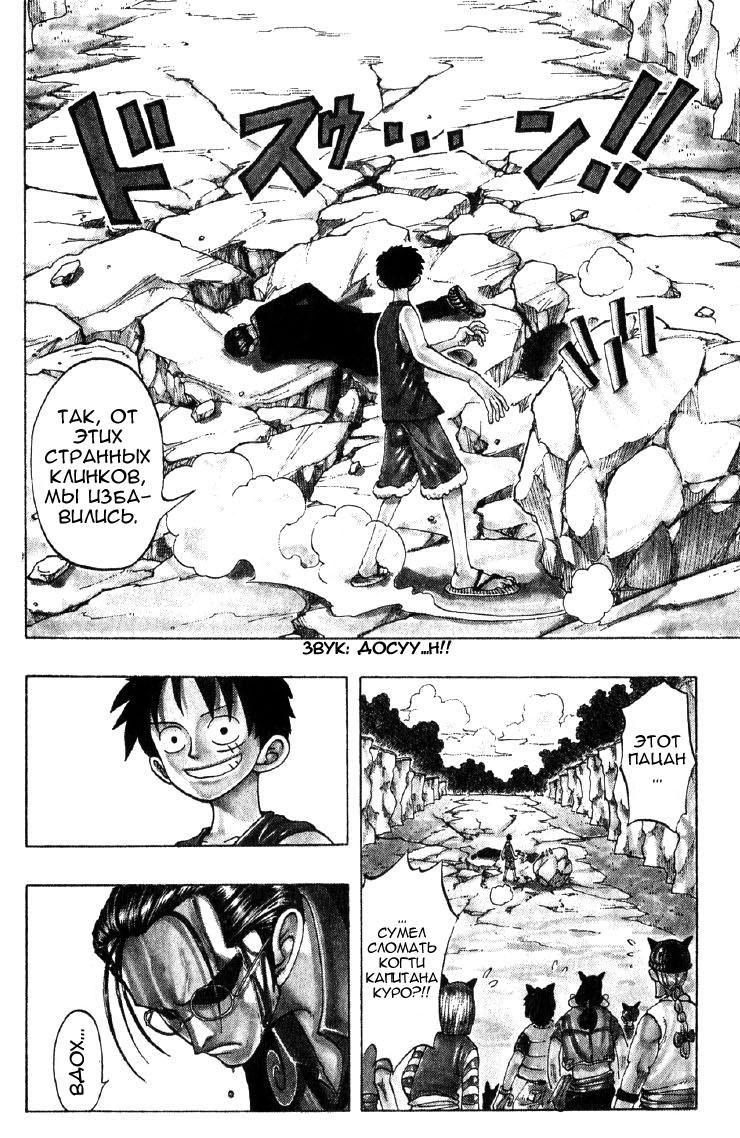 ドスゥ・・・ン!!
ТАК, ОТ
ЭТИХ
СТРАННЫХ
КЛИНКОВ,
МЫ ИЗБА-
ВИЛИСЬ.
ЗВУК: ДОСУУ...Н!!
ЭТОТ
ПАЦАН
...
...
СУМЕЛ
СЛОМАТЬ
КОГТИ
КАПИТАНА
КУРО?!!
ВДОХ...